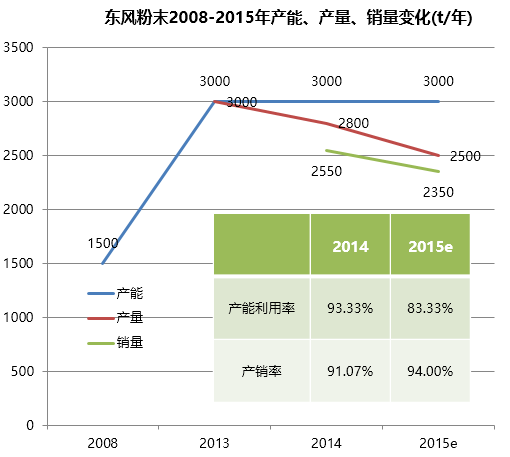 东风粉末2008-2015年产能、产量、销量变化(t/年)
3500
3000
2500
2000
1500
1000
500
0
3000 3000 3000
3000
2800
2500
2550
2350
1500
产能
产量
销量
2014 2015e
产能利用率 93.33% 83.33%
产销率 91.07% 94.00%
2008 2013 2014 2015e